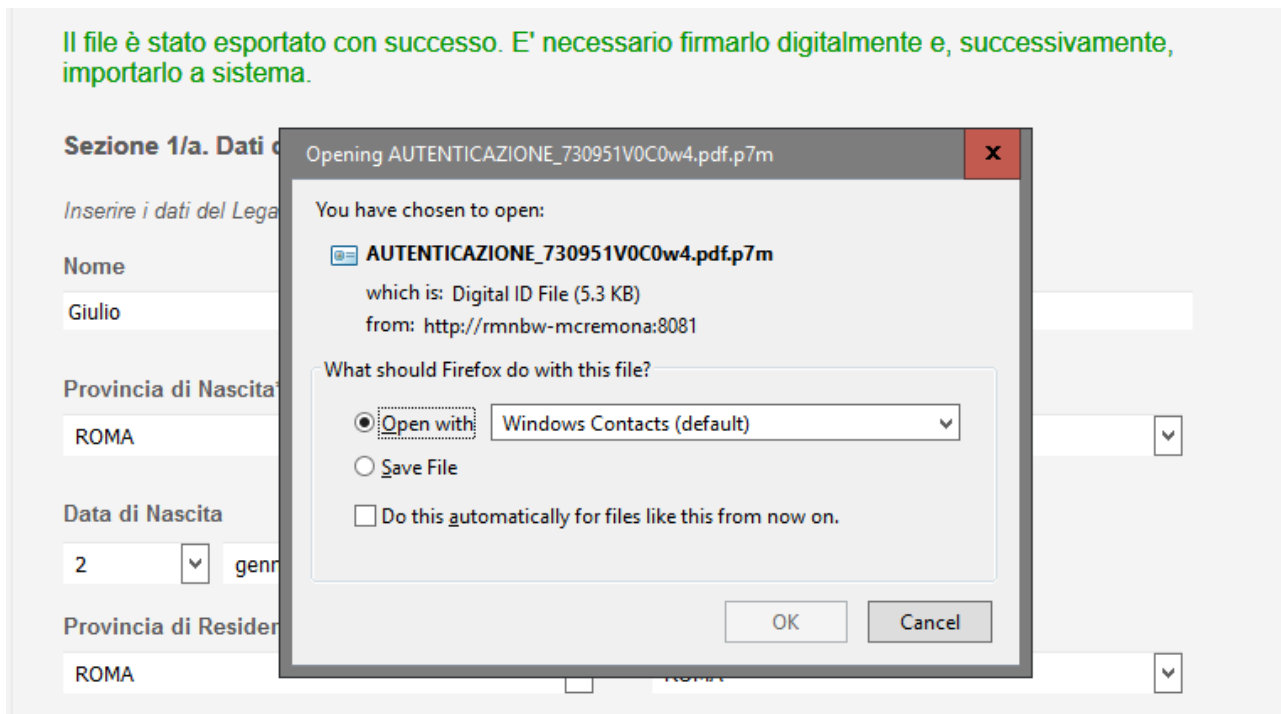 Il file è stato esportato con successo. E' necessario firmarlo digitalmente e, successivamente,
importarlo a sistema.
Sezione 1/a. Dati
Opening AUTENTICAZIONE_730951V0C0w4.pdf.p7m
x
Inserire i dati del Lega
You have chosen to open:
AUTENTICAZIONE_730951V0C0w4.pdf.p7m
Nome
which is: Digital ID File (5.3 KB)
Giulio
from: http://rmnbw-mcremona:8081
What should Firefox do with this file?
Provincia di Nascita*
Open with Windows Contacts (default)
ROMA
Save File
Data di Nascita
Do this automatically for files like this from now on.
2 genn
OK Cancel
Provincia di Residen
ROMA ROMA